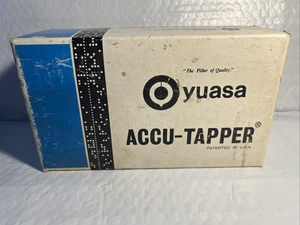 "The Pillar of Quality"
yuasa
ACCU-TAPPER®
PATENTED IN U.S.A.